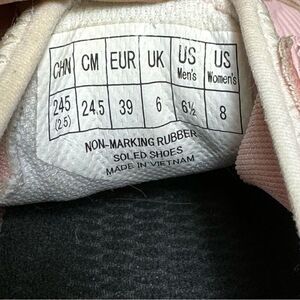 CHN CM EUR UK US Men's US Women's
245 (2.5) 24.5 39 6 6½ 8
NON-MARKING RUBBER
SOLED SHOES
MADE IN VIETNAM